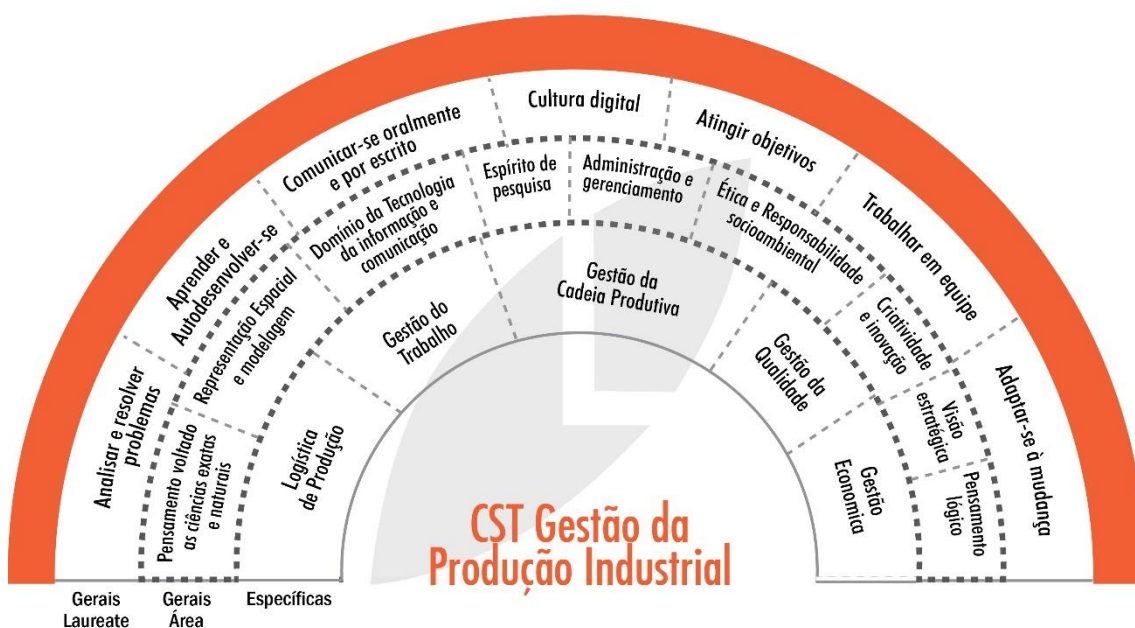 Analisar e resolver
problemas
Aprender e
Autodesenvolver-se
Comunicar-se oralmente
e por escrito
Cultura digital
Atingir objetivos
Trabalhar em equipe
Adaptar-se à mudança
Pensamento voltado
as ciências exatas
e naturais
Representação Espacial
e modelagem
Domínio da Tecnologia
da informação e
comunicação
Espírito de
pesquisa
Administração e
gerenciamento
Ética e Responsabilidade
socioambiental
Criatividade
e inovação
Visão
estratégica
Pensamento
lógico
Logística
de Produção
Gestão do
Trabalho
Gestão da
Cadeia Produtiva
Gestão da
Qualidade
Gestão
Economica
CST Gestão da
Produção Industrial
Gerais
Laureate
Gerais
Área
Específicas